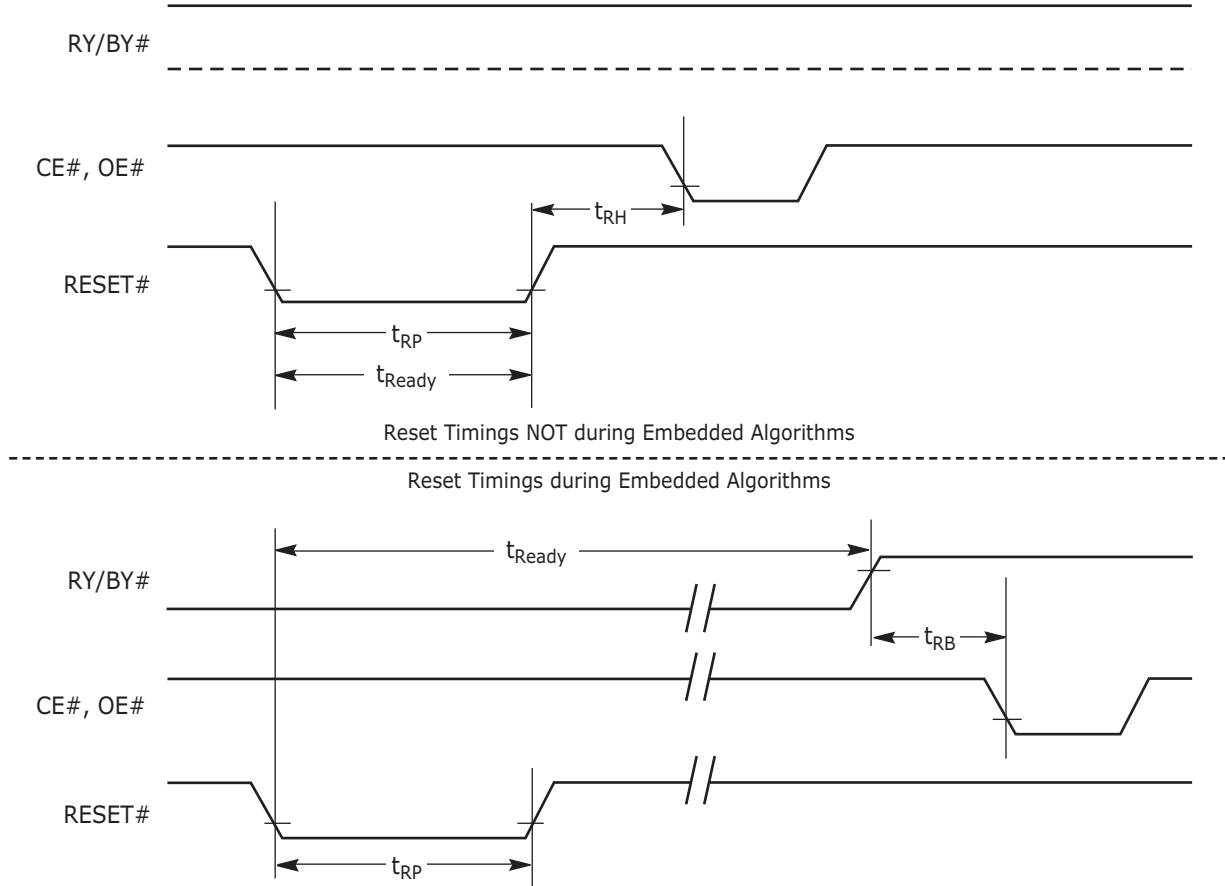 RY/BY#
CE#, OE#
tRH
RESET#
tRP
tReady
Reset Timings NOT during Embedded Algorithms
Reset Timings during Embedded Algorithms
tReady
RY/BY#
tRB
CE#, OE#
RESET#
tRP